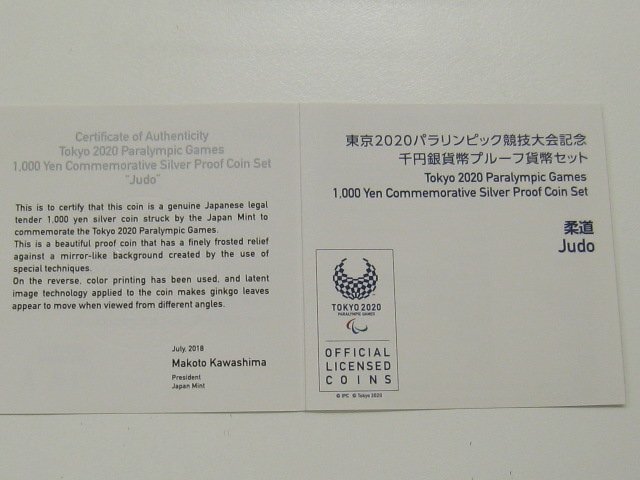 Certificate of Authenticity
Tokyo 2020 Paralympic Games
1,000 Yen Commemorative Silver Proof Coin Set
"Judo"
This is to certify that this coin is a genuine Japanese legal
tender 1,000 yen silver coin struck by the Japan Mint to
commemorate the Tokyo 2020 Paralympic Games.
This is a beautiful proof coin that has a finely frosted relief
against a mirror-like background created by the use of
special techniques.
On the reverse, color printing has been used, and latent
image technology applied to the coin makes ginkgo leaves
appear to move when viewed from different angles.
July, 2018
Makoto Kawashima
President
Japan Mint
東京2020パラリンピック競技大会記念
千円銀貨幣プルーフ貨幣セット
Tokyo 2020 Paralympic Games
1,000 Yen Commemorative Silver Proof Coin Set
柔道
Judo
TOKYO 2020
PARALYMPIC GAMES
OFFICIAL
LICENSED
COINS
© IPC © Tokyo 2020